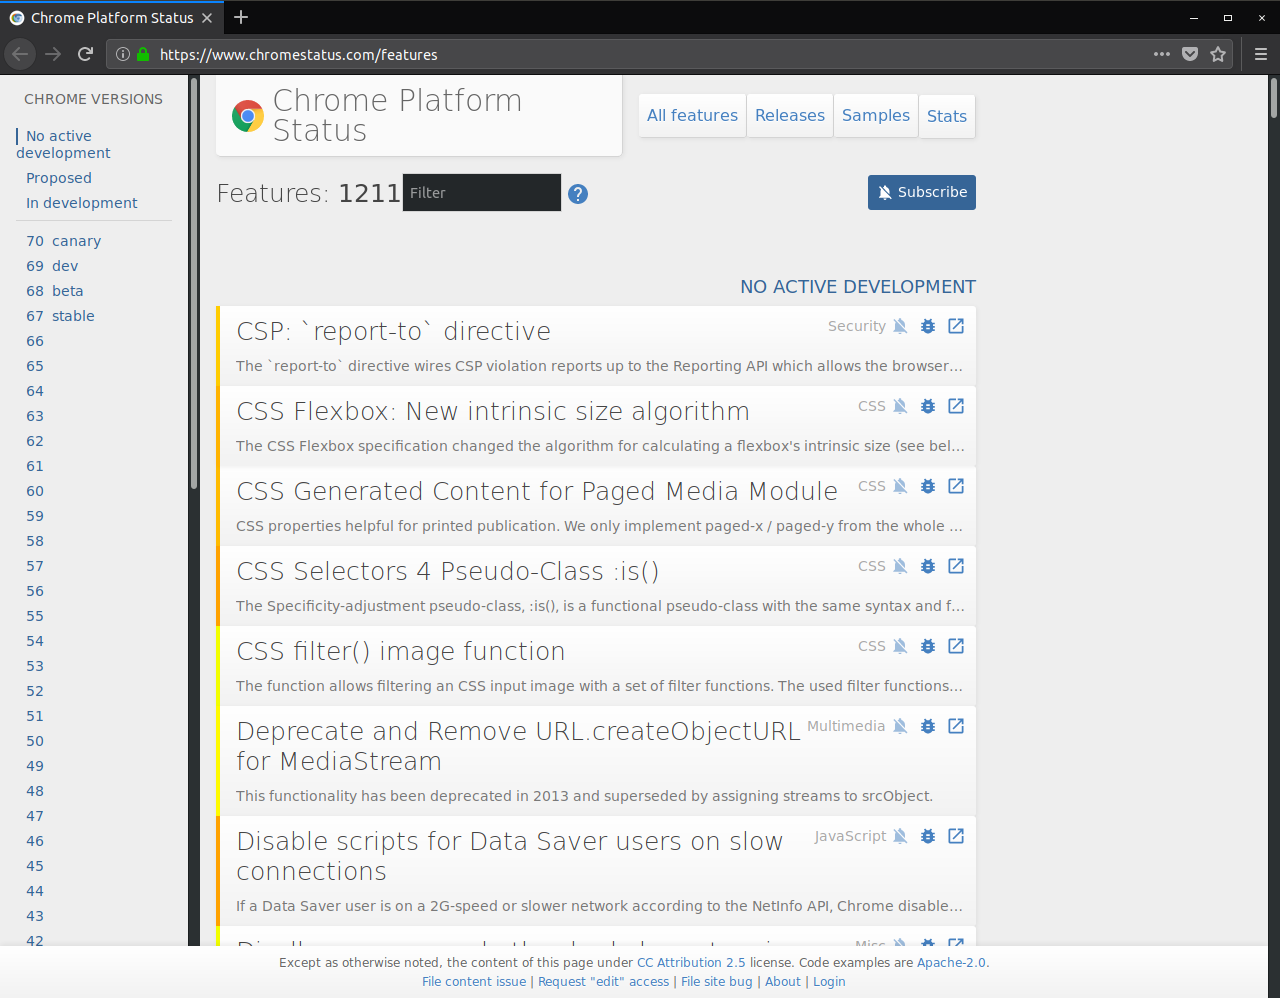 Chrome Platform Status
https://www.chromestatus.com/features
CHROME VERSIONS
No active
development
Proposed
In development
70 canary
69 dev
68 beta
67 stable
66
65
64
63
62
61
60
59
58
57
56
55
54
53
52
51
50
49
48
47
46
45
44
43
42
Chrome Platform
Status
All features
Releases
Samples
Stats
Features: 1211
Filter
?
Subscribe
NO ACTIVE DEVELOPMENT
CSP: `report-to` directive
Security
The `report-to` directive wires CSP violation reports up to the Reporting API which allows the browser...
CSS Flexbox: New intrinsic size algorithm
CSS
The CSS Flexbox specification changed the algorithm for calculating a flexbox's intrinsic size (see bel...
CSS Generated Content for Paged Media Module
CSS
CSS properties helpful for printed publication. We only implement paged-x / paged-y from the whole ...
CSS Selectors 4 Pseudo-Class :is()
CSS
The Specificity-adjustment pseudo-class, :is(), is a functional pseudo-class with the same syntax and f...
CSS filter() image function
CSS
The function allows filtering an CSS input image with a set of filter functions. The used filter functions...
Deprecate and Remove URL.createObjectURL
for MediaStream
Multimedia
This functionality has been deprecated in 2013 and superseded by assigning streams to srcObject.
Disable scripts for Data Saver users on slow
connections
JavaScript
If a Data Saver user is on a 2G-speed or slower network according to the NetInfo API, Chrome disable...
Misc
Except as otherwise noted, the content of this page under CC Attribution 2.5 license. Code examples are Apache-2.0.
File content issue | Request "edit" access | File site bug | About | Login